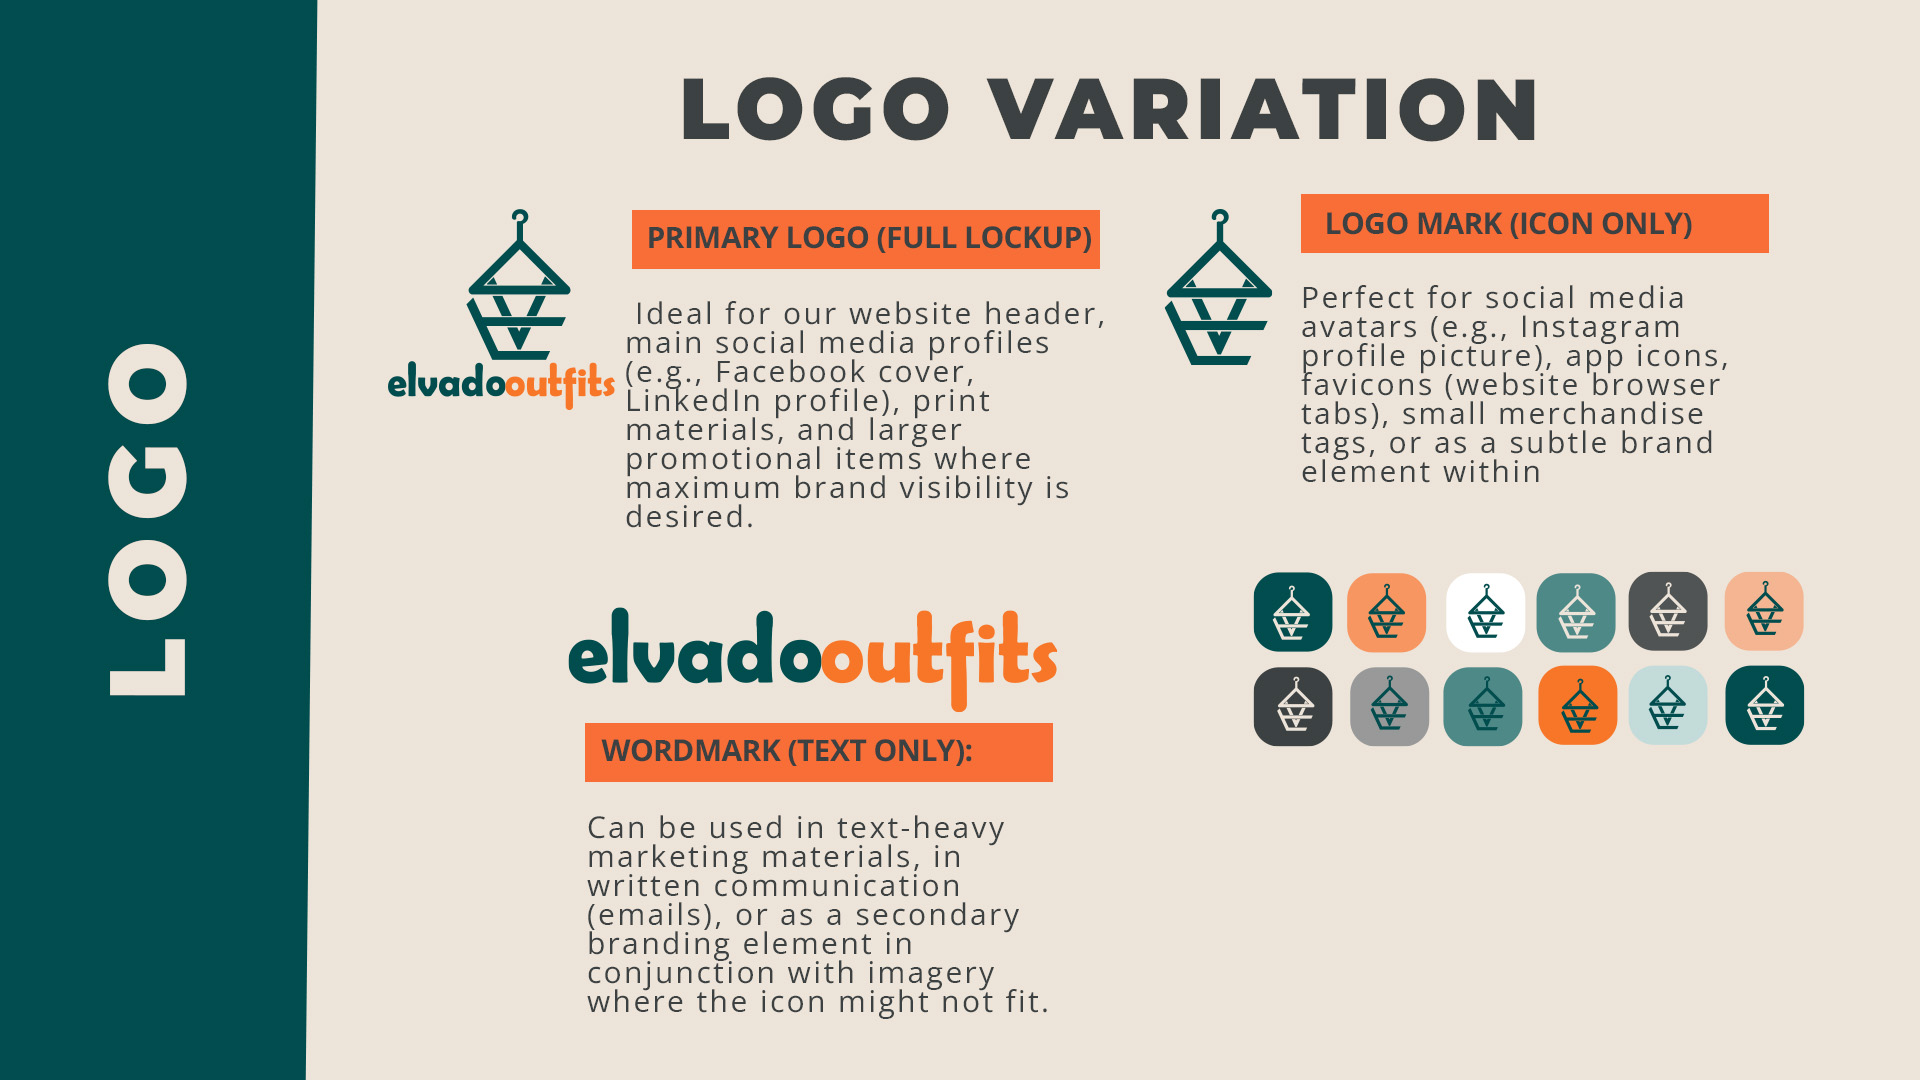 LOGO
LOGO VARIATION
PRIMARY LOGO (FULL LOCKUP)
Ideal for our website header,
main social media profiles
(e.g., Facebook cover,
LinkedIn profile), print
materials, and larger
promotional items where
maximum brand visibility is
desired.
elvadooutfits
LOGO MARK (ICON ONLY)
Perfect for social media
avatars (e.g., Instagram
profile picture), app icons,
favicons (website browser
tabs), small merchandise
tags, or as a subtle brand
element within
elvadooutfits
WORDMARK (TEXT ONLY):
Can be used in text-heavy
marketing materials, in
written communication
(emails), or as a secondary
branding element in
conjunction with imagery
where the icon might not fit.